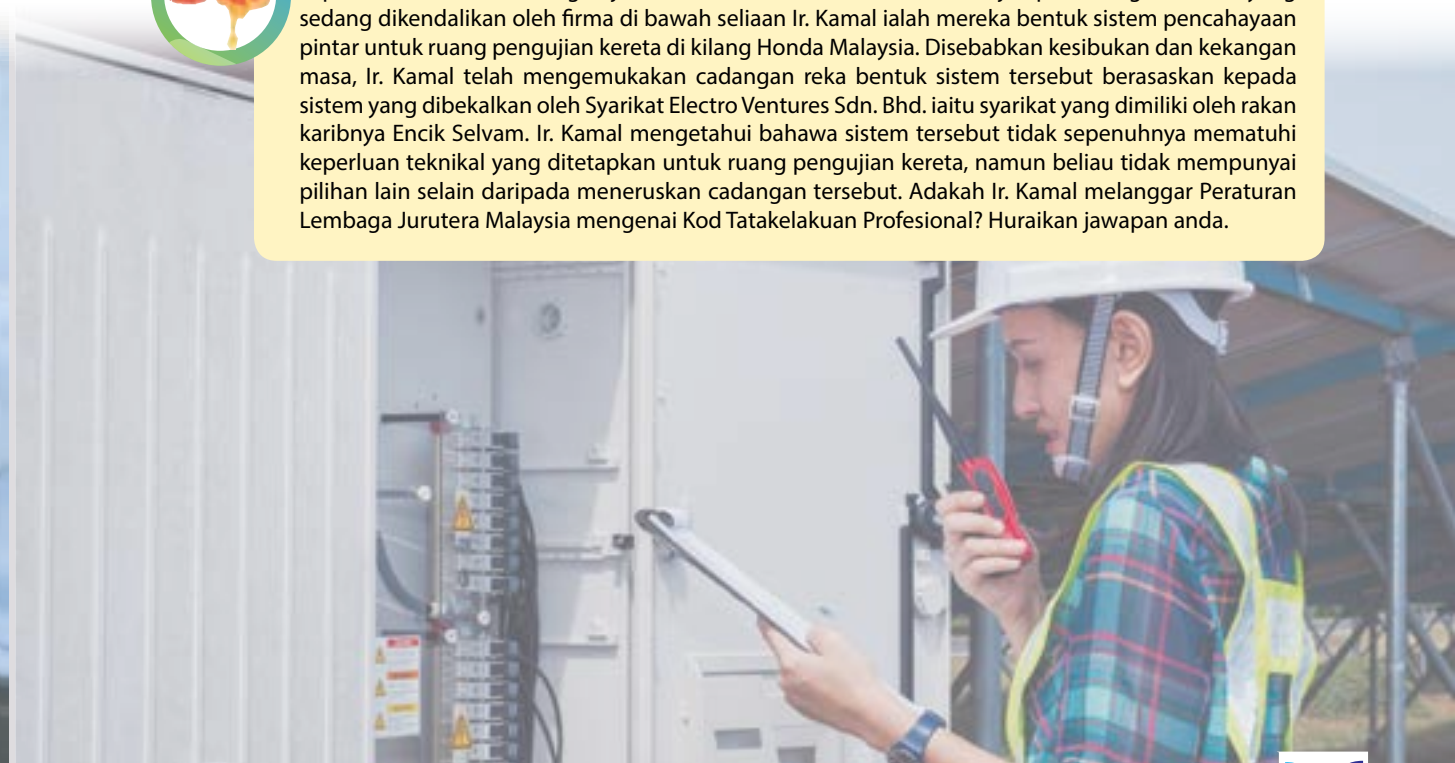 sedang dikendalikan oleh firma di bawah seliaan Ir. Kamal ialah mereka bentuk sistem pencahayaan
pintar untuk ruang pengujian kereta di kilang Honda Malaysia. Disebabkan kesibukan dan kekangan
masa, Ir. Kamal telah mengemukakan cadangan reka bentuk sistem tersebut berasaskan kepada
sistem yang dibekalkan oleh Syarikat Electro Ventures Sdn. Bhd. iaitu syarikat yang dimiliki oleh rakan
karibnya Encik Selvam. Ir. Kamal mengetahui bahawa sistem tersebut tidak sepenuhnya mematuhi
keperluan teknikal yang ditetapkan untuk ruang pengujian kereta, namun beliau tidak mempunyai
pilihan lain selain daripada meneruskan cadangan tersebut. Adakah Ir. Kamal melanggar Peraturan
Lembaga Jurutera Malaysia mengenai Kod Tatakelakuan Profesional? Huraikan jawapan anda.